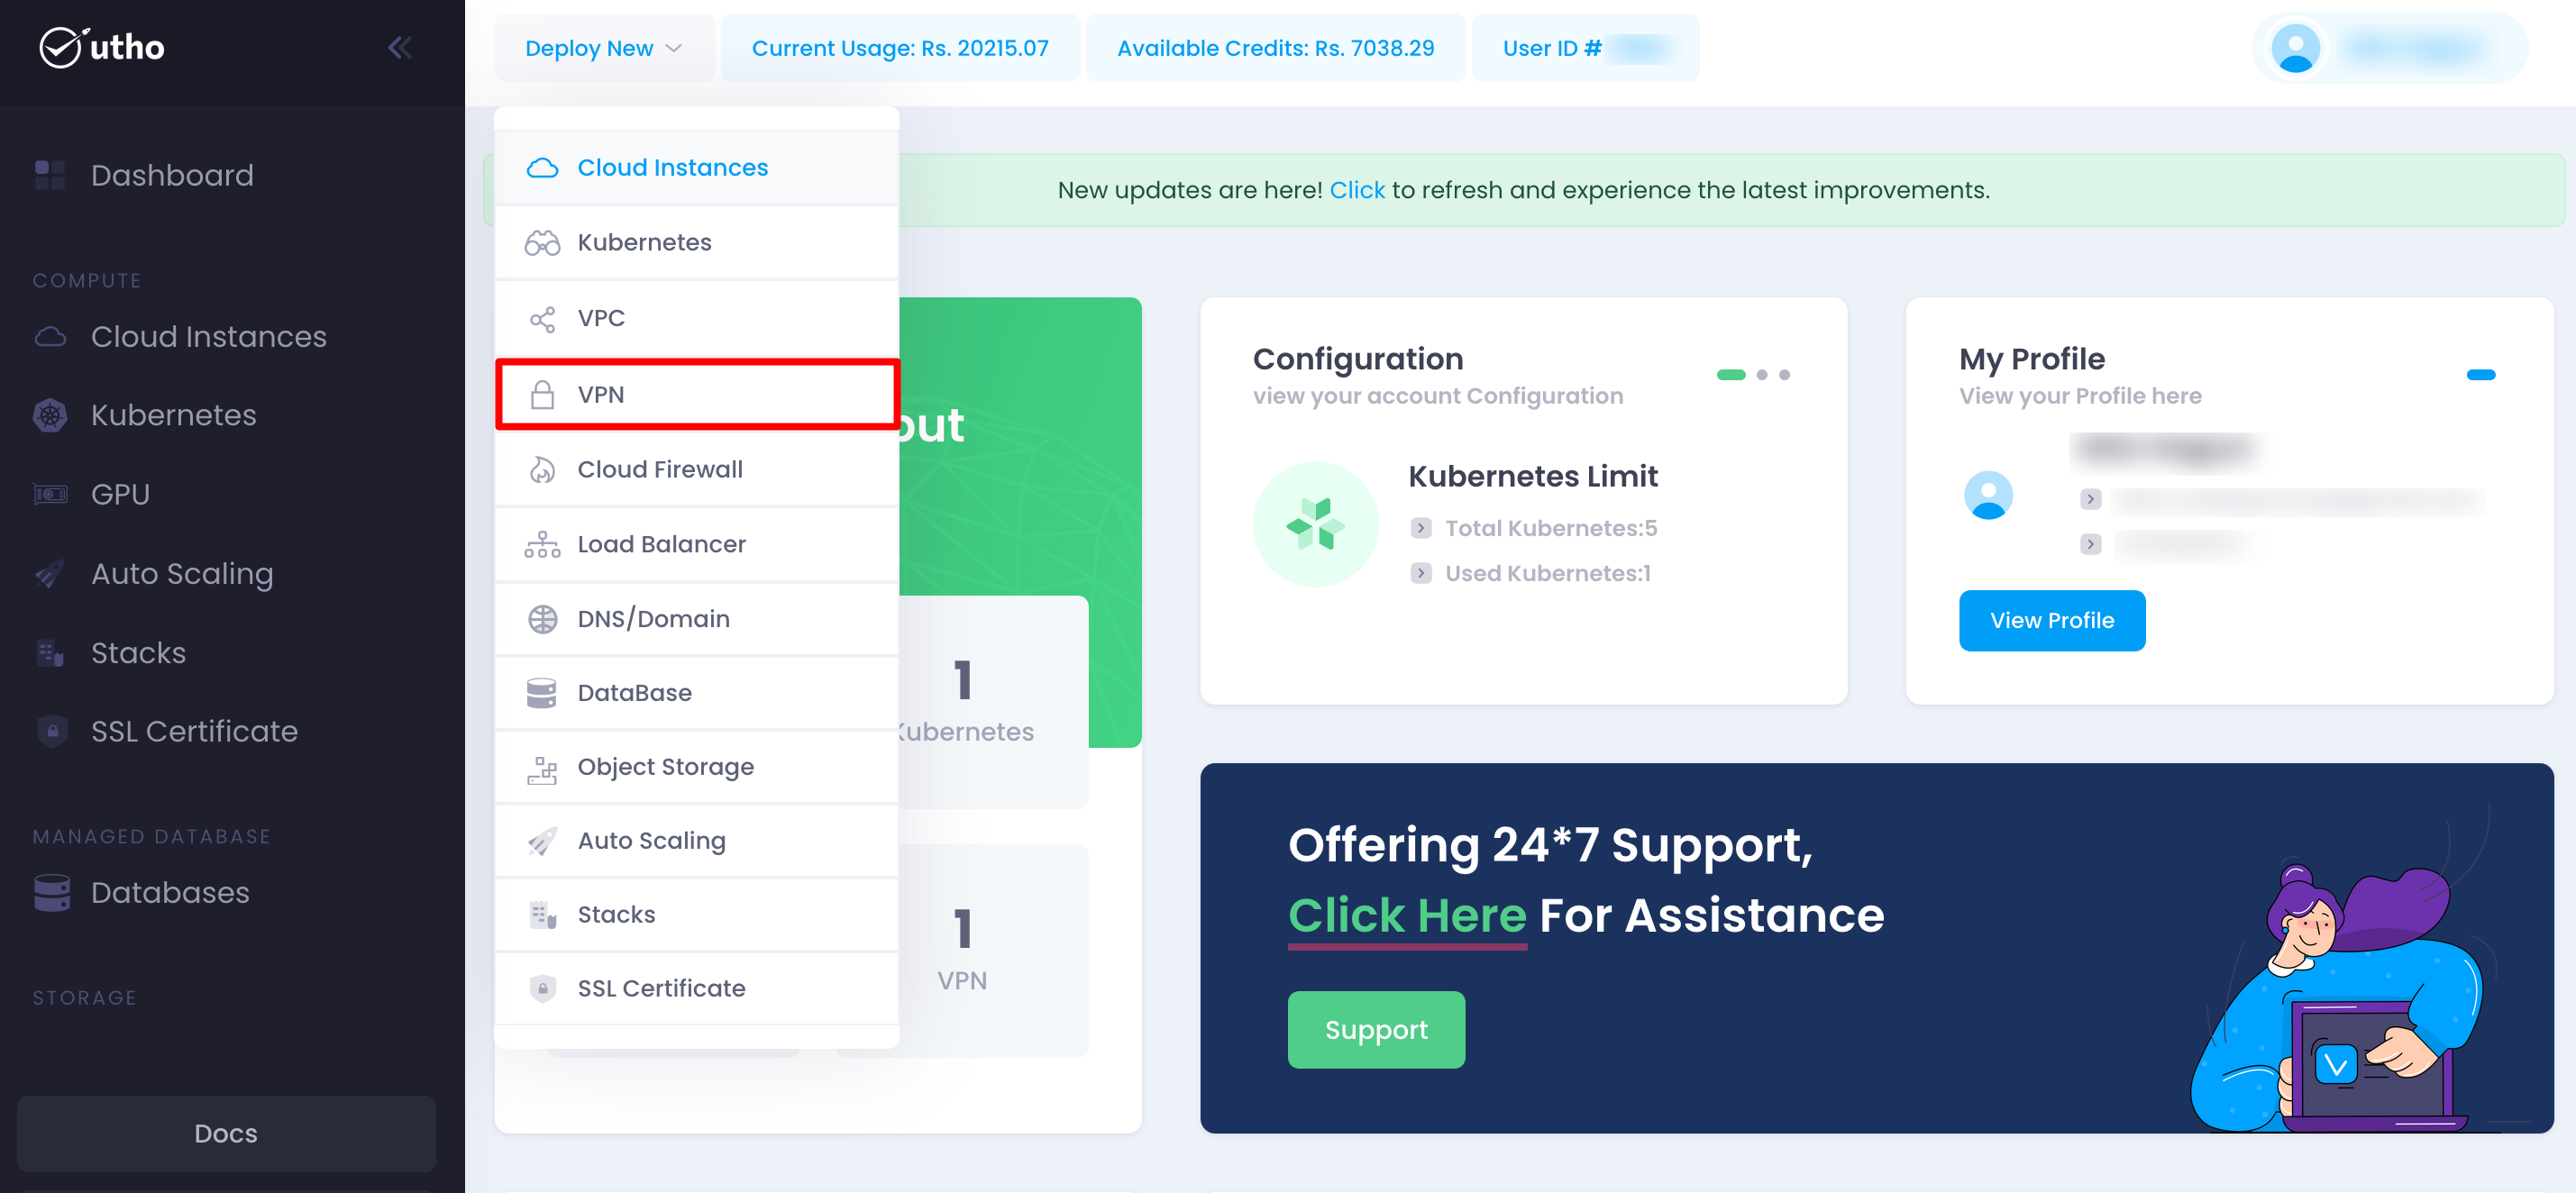 utho
Deploy New
Current Usage: Rs. 20215.07
Available Credits: Rs. 7038.29
User ID #
Dashboard
COMPUTE
Cloud Instances
Kubernetes
GPU
Auto Scaling
Stacks
SSL Certificate
MANAGED DATABASE
Databases
STORAGE
Docs
Cloud Instances
Kubernetes
VPC
VPN
Cloud Firewall
Load Balancer
DNS/Domain
DataBase
Object Storage
Auto Scaling
Stacks
SSL Certificate
New updates are here! Click to refresh and experience the latest improvements.
out
1
Kubernetes
1
VPN
Configuration
view your account Configuration
Kubernetes Limit
Total Kubernetes:5
Used Kubernetes:1
My Profile
View your Profile here
View Profile
Offering 24*7 Support,
Click Here For Assistance
Support